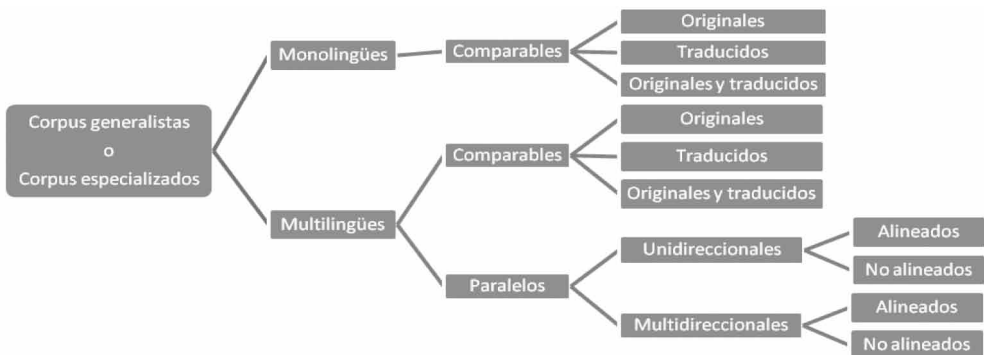 Corpus generalistas
o
Corpus especializados
Monolingües
Comparables
Originales
Traducidos
Originales y traducidos
Multilingües
Comparables
Originales
Traducidos
Originales y traducidos
Paralelos
Unidireccionales
Alineados
No alineados
Multidireccionales
Alineados
No alineados